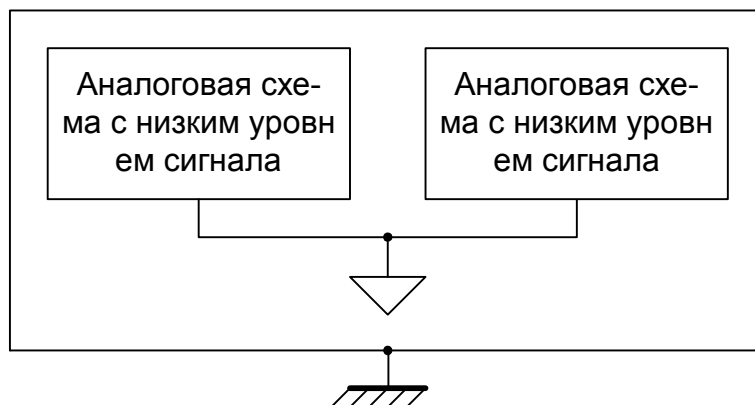 Аналоговая схе-
ма с низким уровн
ем сигнала
Аналоговая схе-
ма с низким уровн
ем сигнала